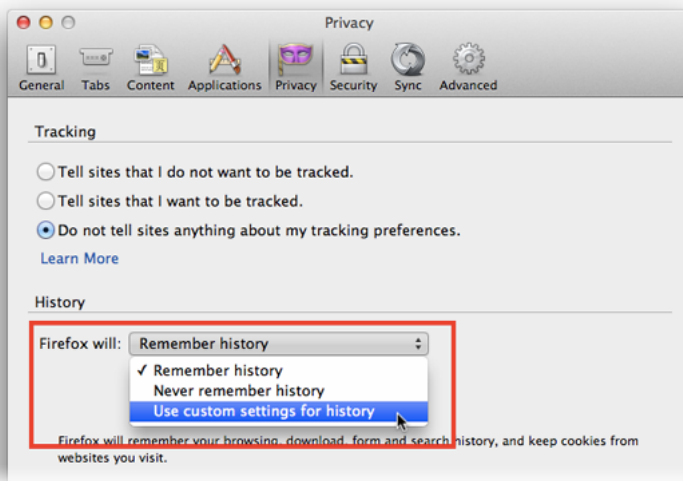 Privacy
General Tabs Content Applications Privacy Security Sync Advanced
Tracking
Tell sites that I do not want to be tracked.
Tell sites that I want to be tracked.
Do not tell sites anything about my tracking preferences.
Learn More
History
Firefox will: Remember history
✓ Remember history
Never remember history
Use custom settings for history
Firefox will remember your browsing, download, form and search history, and keep cookies from
websites you visit.